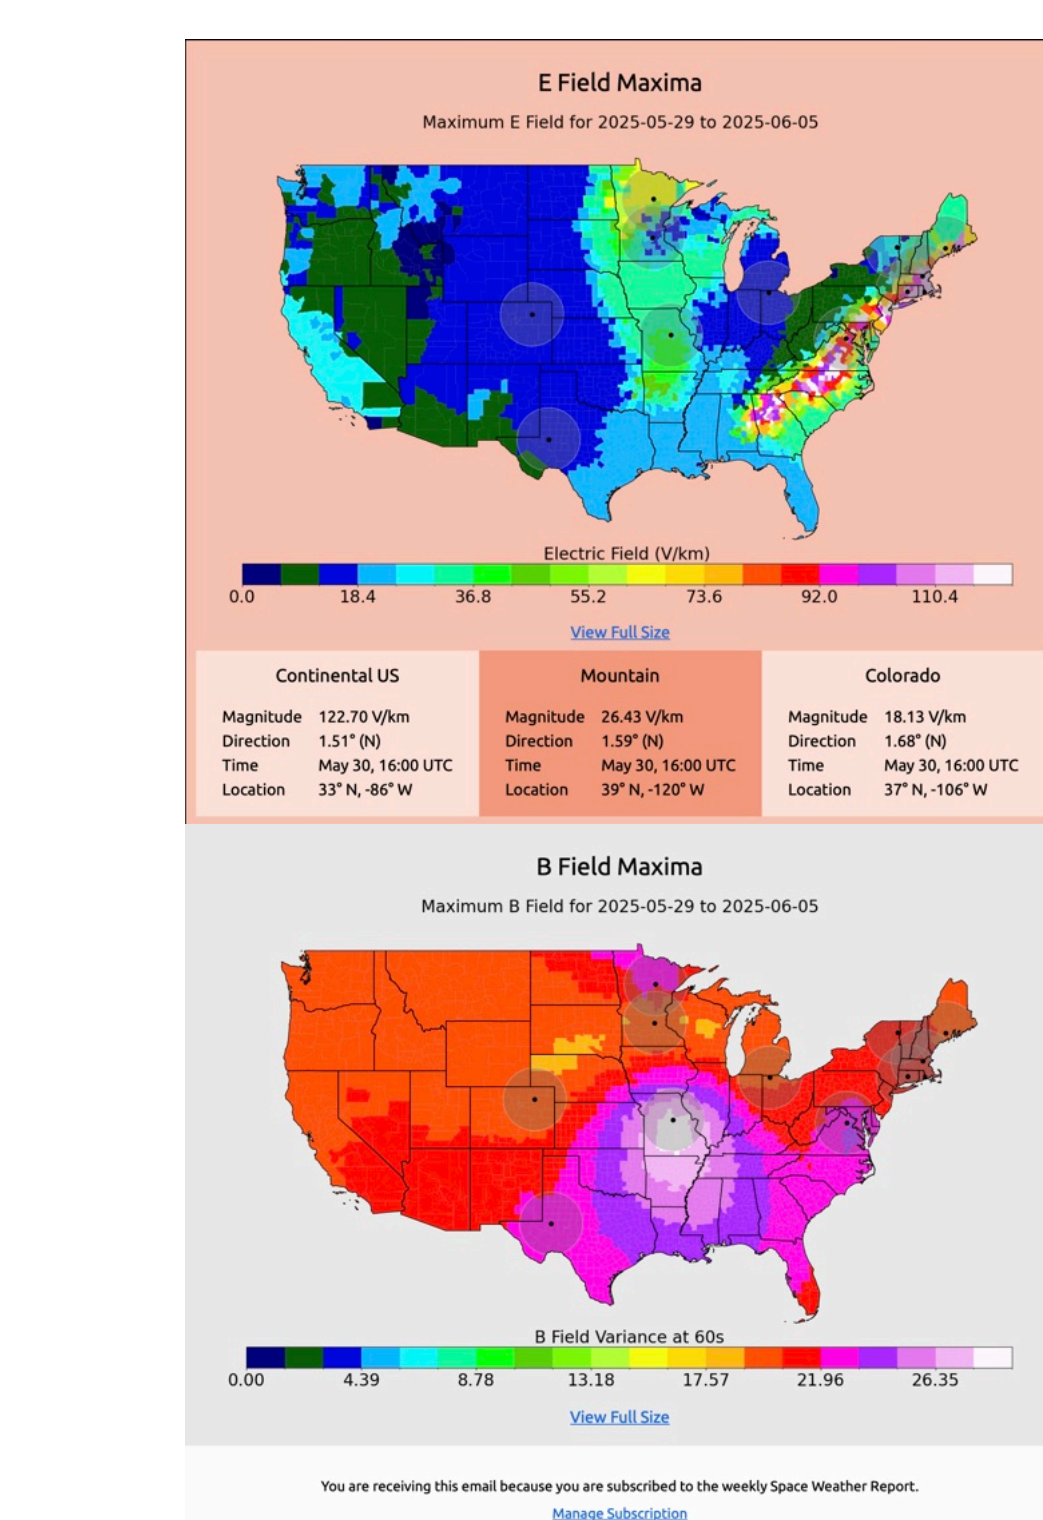 E Field Maxima
Maximum E Field for 2025-05-29 to 2025-06-05
Electric Field (V/km)
0.0 18.4 36.8 55.2 73.6 92.0 110.4
View Full Size
Continental US Mountain Colorado
Magnitude 122.70 V/km Magnitude 26.43 V/km Magnitude 18.13 V/km
Direction 1.51° (N) Direction 1.59° (N) Direction 1.68° (N)
Time May 30, 16:00 UTC Time May 30, 16:00 UTC Time May 30, 16:00 UTC
Location 33° N, -86° W Location 39° N, -120° W Location 37° N, -106° W
B Field Maxima
Maximum B Field for 2025-05-29 to 2025-06-05
B Field Variance at 60s
0.00 4.39 8.78 13.18 17.57 21.96 26.35
View Full Size
You are receiving this email because you are subscribed to the weekly Space Weather Report.
Manage Subscription